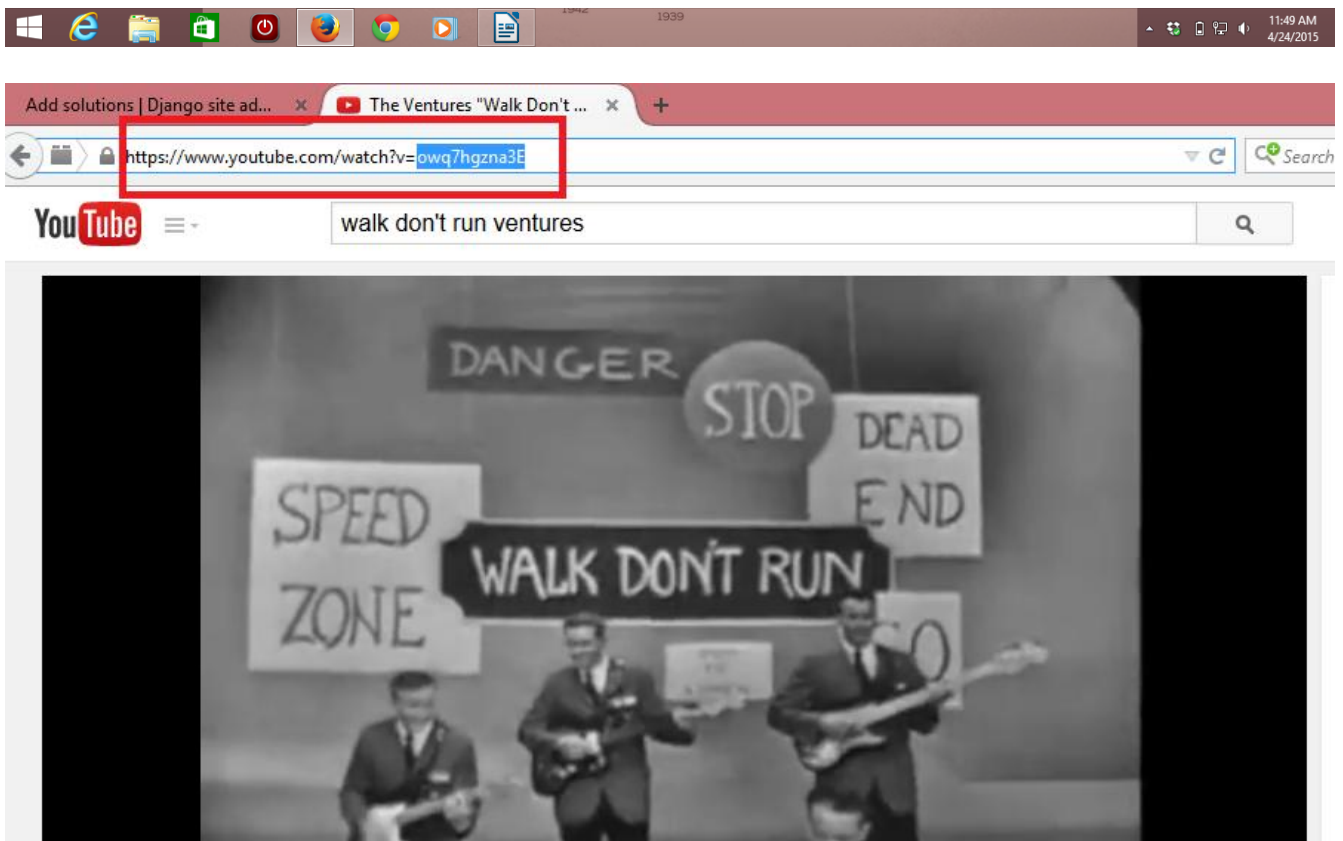 1942
1939
11:49 AM
4/24/2015
Add solutions | Django site ad...
The Ventures "Walk Don't ...
https://www.youtube.com/watch?v=owq7hgzna3E
Search
YouTube
walk don't run ventures
DANGER
STOP
DEAD
END
SPEED
ZONE
WALK DON'T RUN
GO